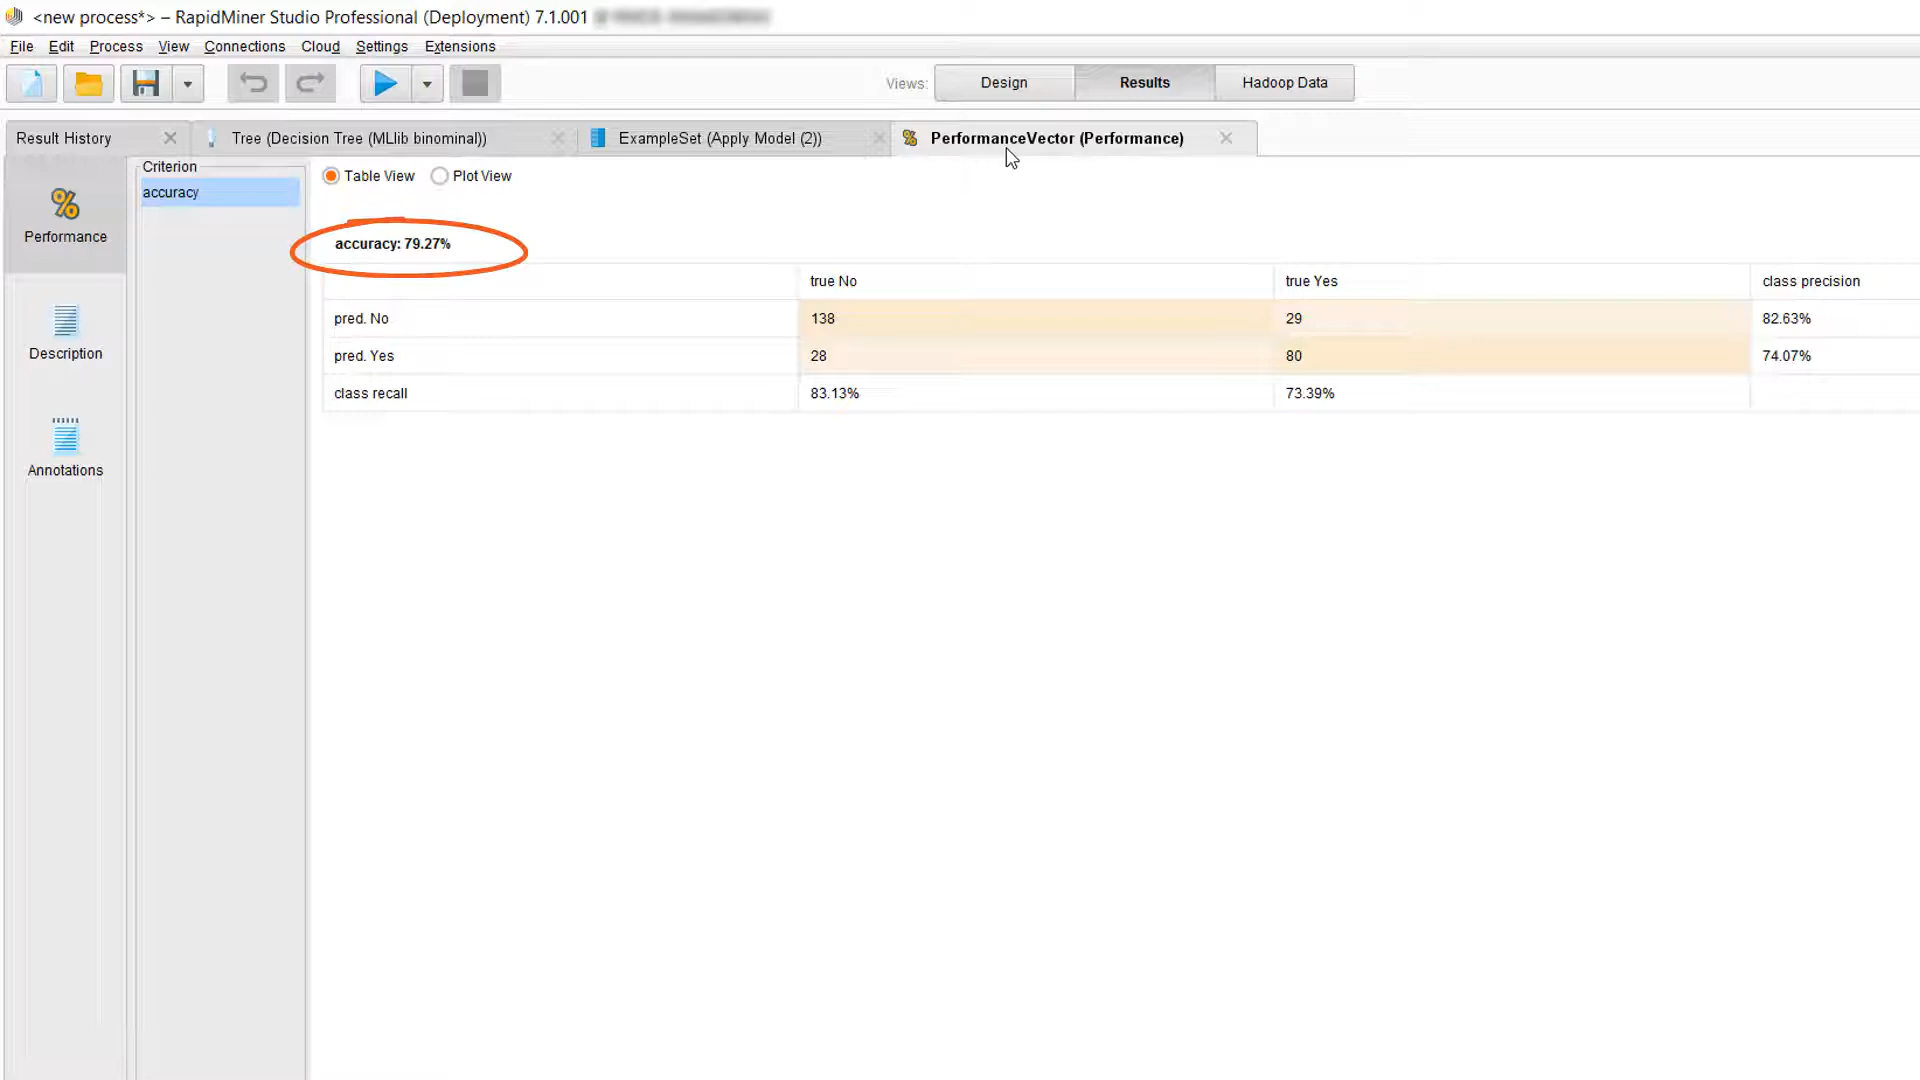 <new process*> – RapidMiner Studio Professional (Deployment) 7.1.001
File Edit Process View Connections Cloud Settings Extensions
Views: Design Results Hadoop Data
Result History Tree (Decision Tree (MLlib binominal)) ExampleSet (Apply Model (2)) % PerformanceVector (Performance)
Criterion
accuracy
%
Performance
Description
Annotations
Table View Plot View
accuracy: 79.27%
true No true Yes class precision
pred. No 138 29 82.63%
pred. Yes 28 80 74.07%
class recall 83.13% 73.39%